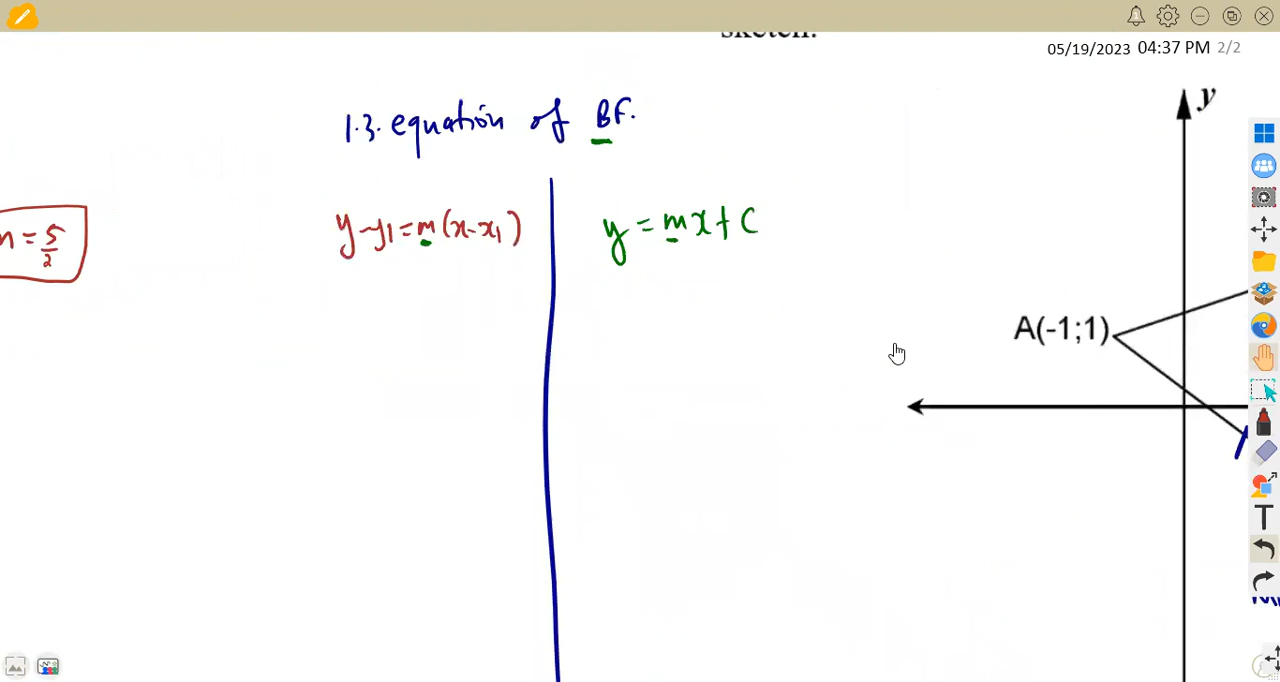 sketch.
05/19/2023 04:37 PM 2/2
1.3. equation of BF.
m = 5/2
y-y1=m(x-x1)
y = mx+c
y
A(-1;1)
T